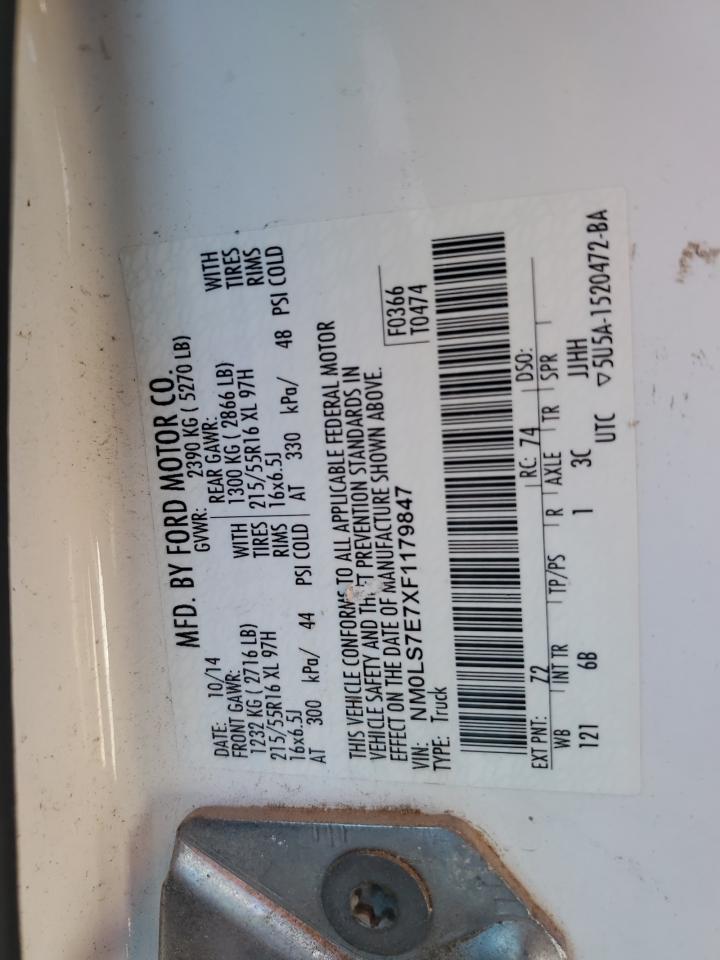 MFD. BY FORD MOTOR CO.
DATE: 10/14 GVWR: 2390 KG ( 5270 LB)
FRONT GAWR: WITH REAR GAWR: WITH
1232 KG ( 2716 LB) TIRES 1300 KG ( 2866 LB) TIRES
215/55R16 XL 97H RIMS 215/55R16 XL 97H RIMS
16x6.5J 16x6.5J
AT 300 kPa/ 44 PSI COLD AT 330 kPa/ 48 PSI COLD
THIS VEHICLE CONFORMS TO ALL APPLICABLE FEDERAL MOTOR
VEHICLE SAFETY AND THEFT PREVENTION STANDARDS IN
EFFECT ON THE DATE OF MANUFACTURE SHOWN ABOVE.
F0366
T0474
VIN: NM0LS7E7XF1179847
TYPE: Truck
EXT PNT: Z2 RC: 74 DSO:
WB INT TR TP/PS R AXLE TR SPR
121 6B 1 3C JJHH
UTC ▽5U5A-1520472-BA